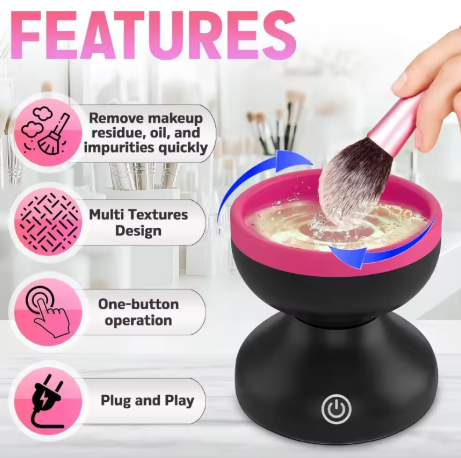 FEATURES
Remove makeup
residue, oil, and
impurities quickly
Multi Textures
Design
One-button
operation
Plug and Play